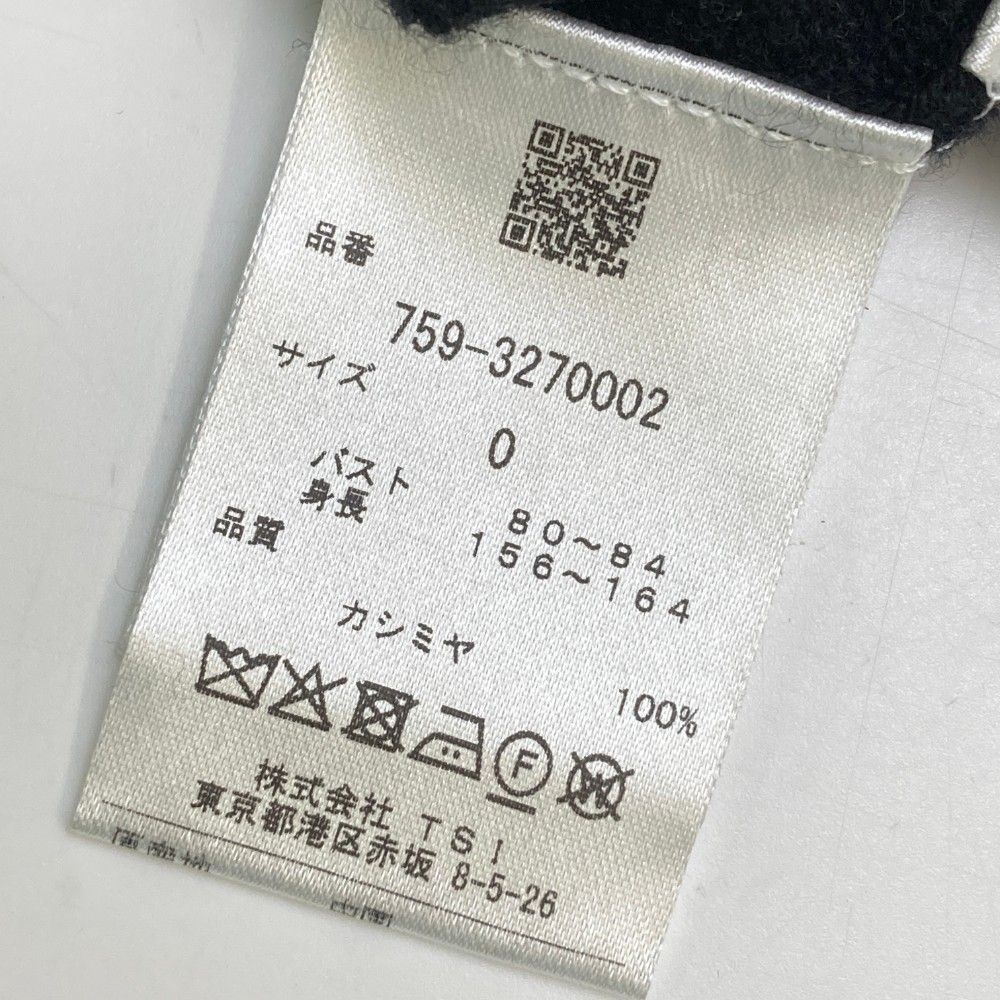 品番
759-3270002
サイズ
0
バスト 80～84
身長 156～164
品質
カシミヤ 100%
F
W
株式会社 TSI
東京都港区赤坂 8-5-26